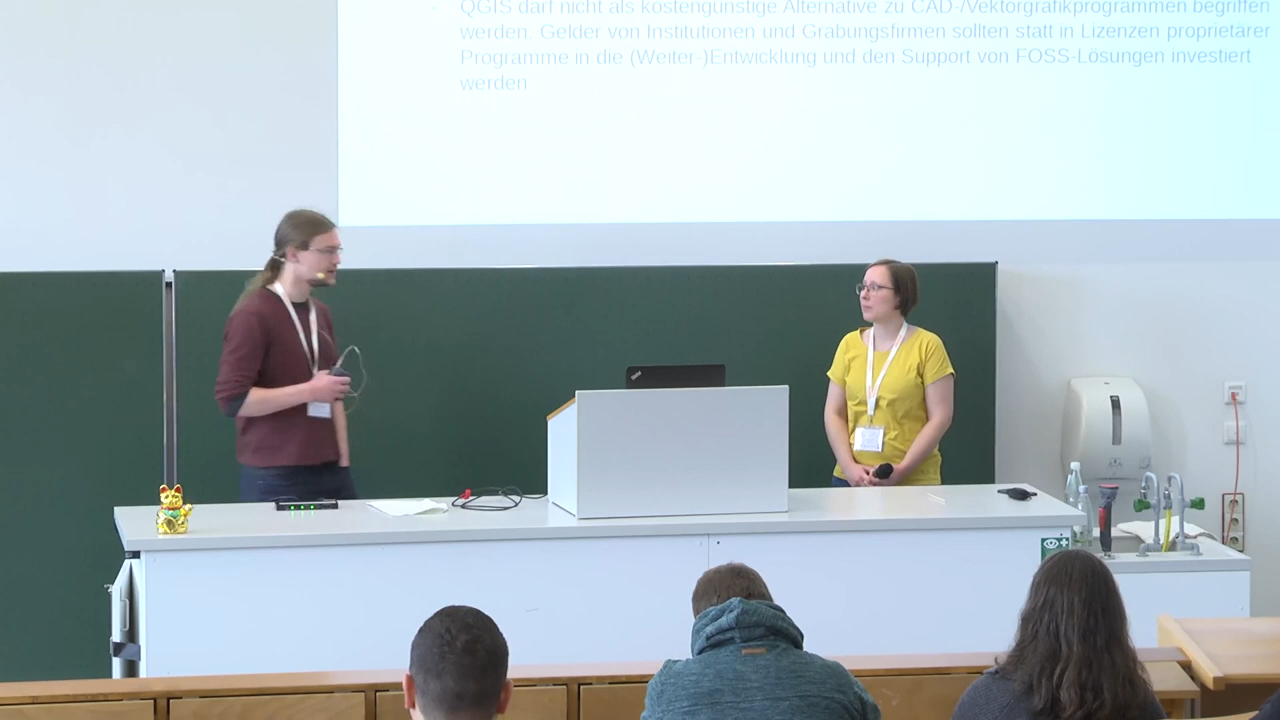 - QGIS darf nicht als kostengünstige Alternative zu CAD-/Vektorgrafikprogrammen begriffen
werden. Gelder von Institutionen und Grabungsfirmen sollten statt in Lizenzen proprietärer
Programme in die (Weiter-)Entwicklung und den Support von FOSS-Lösungen investiert
werden